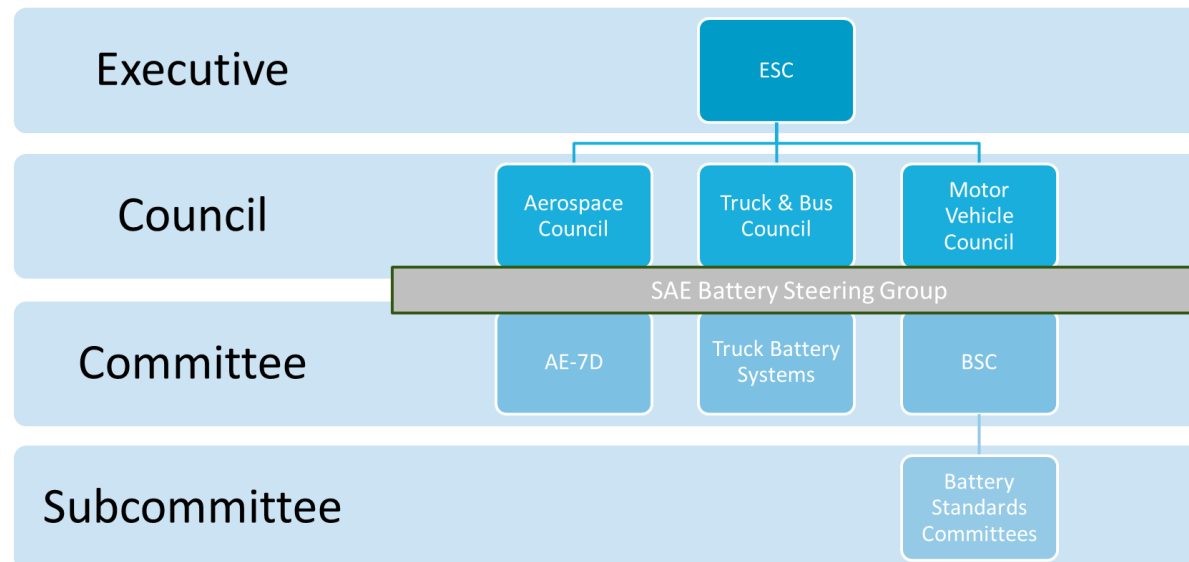 Executive
ESC
Council
Aerospace
Council
Truck & Bus
Council
Motor
Vehicle
Council
SAE Battery Steering Group
Committee
AE-7D
Truck Battery
Systems
BSC
Subcommittee
Battery
Standards
Committees